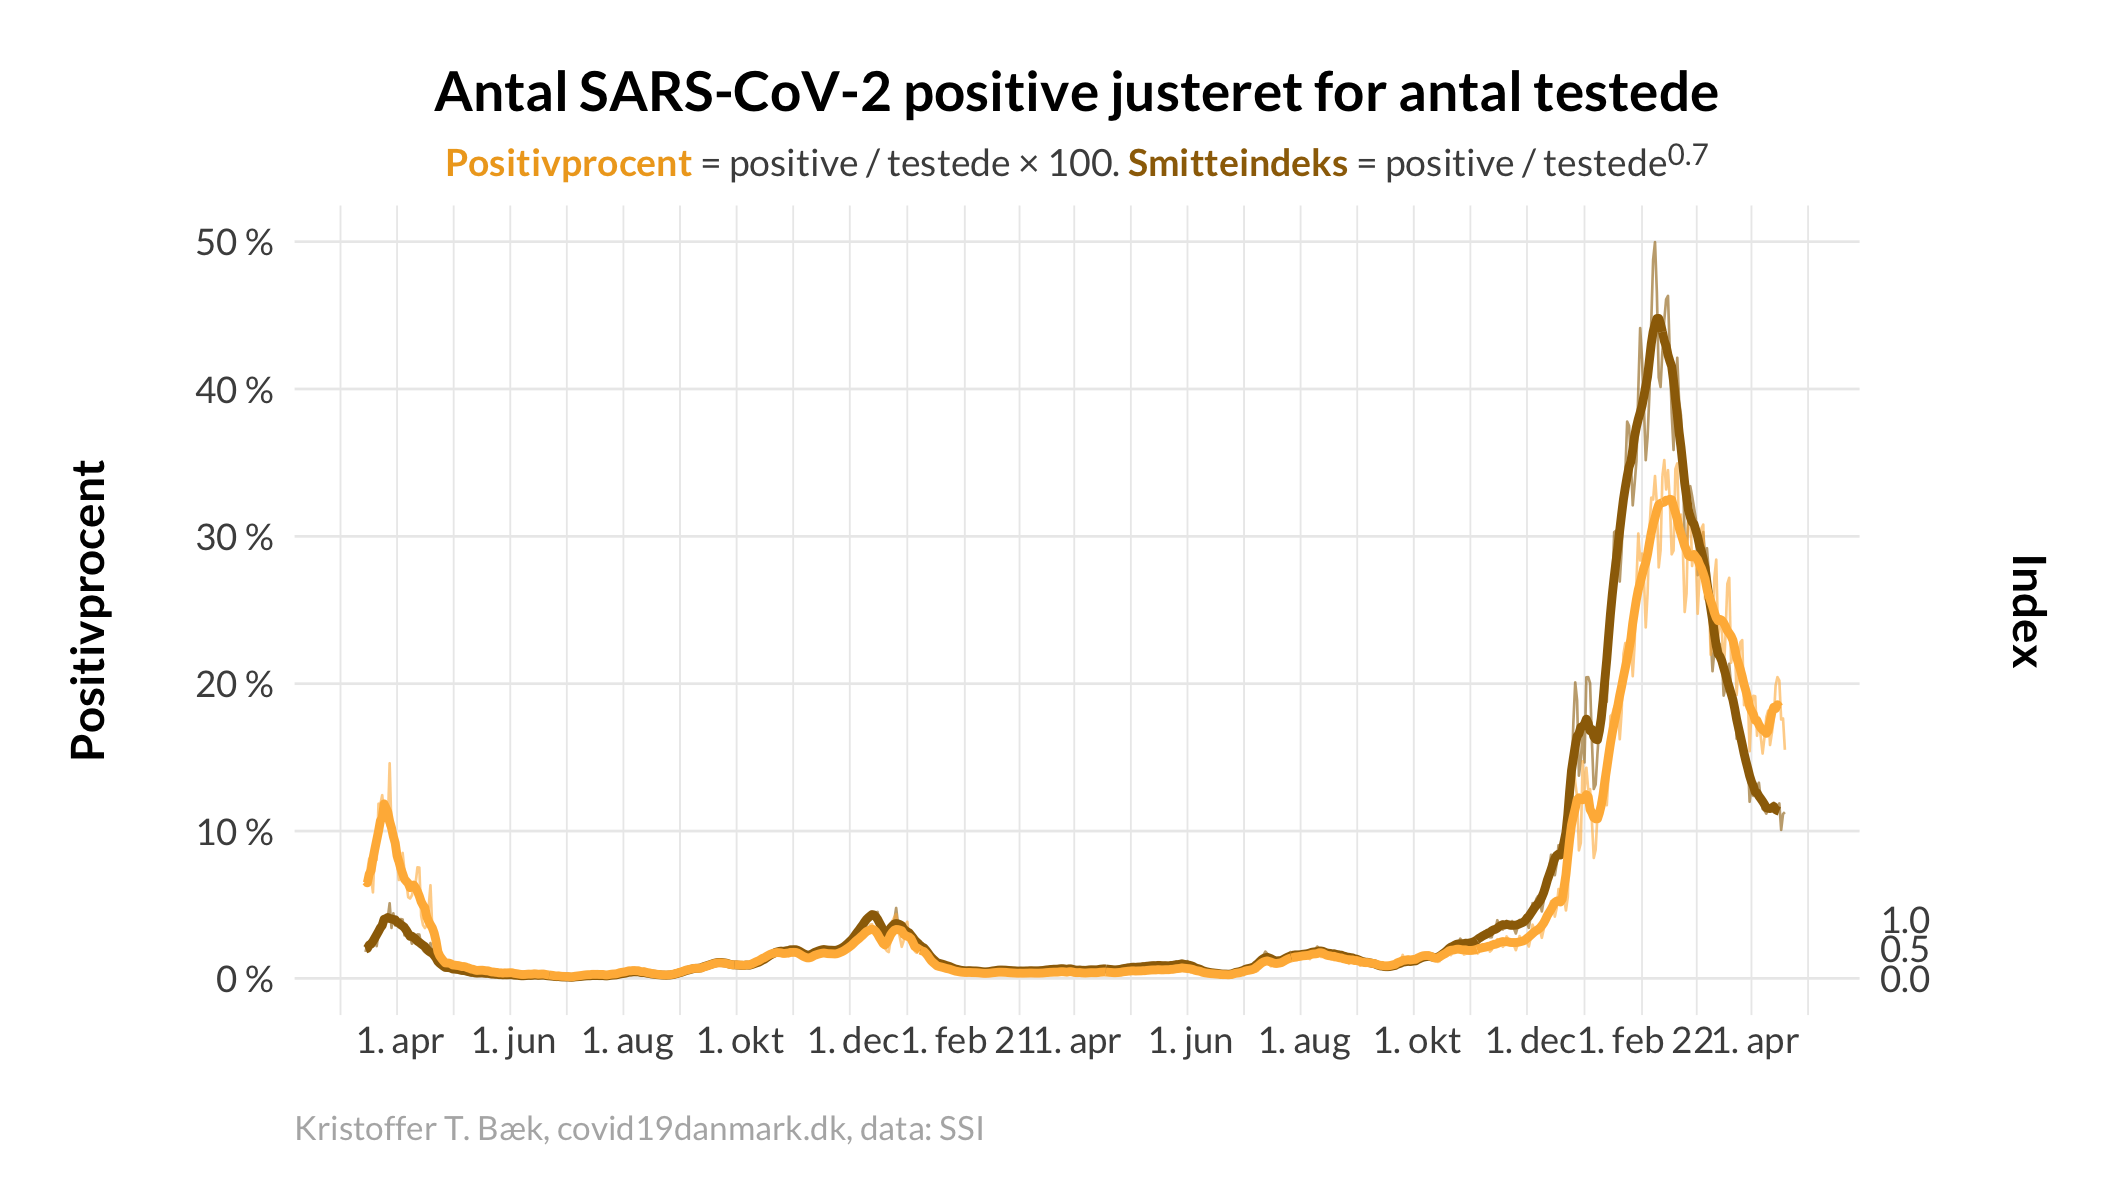 Antal SARS-CoV-2 positive justeret for antal testede
Positivprocent = positive / testede × 100. Smitteindeks = positive / testede^0.7
50 %
40 %
30 %
20 %
10 %
0 %
Positivprocent
Index
1.0
0.5
0.0
1. apr 1. jun 1. aug 1. okt 1. dec 1. feb 21 1. apr 1. jun 1. aug 1. okt 1. dec 1. feb 22 1. apr
Kristoffer T. Bæk, covid19danmark.dk, data: SSI